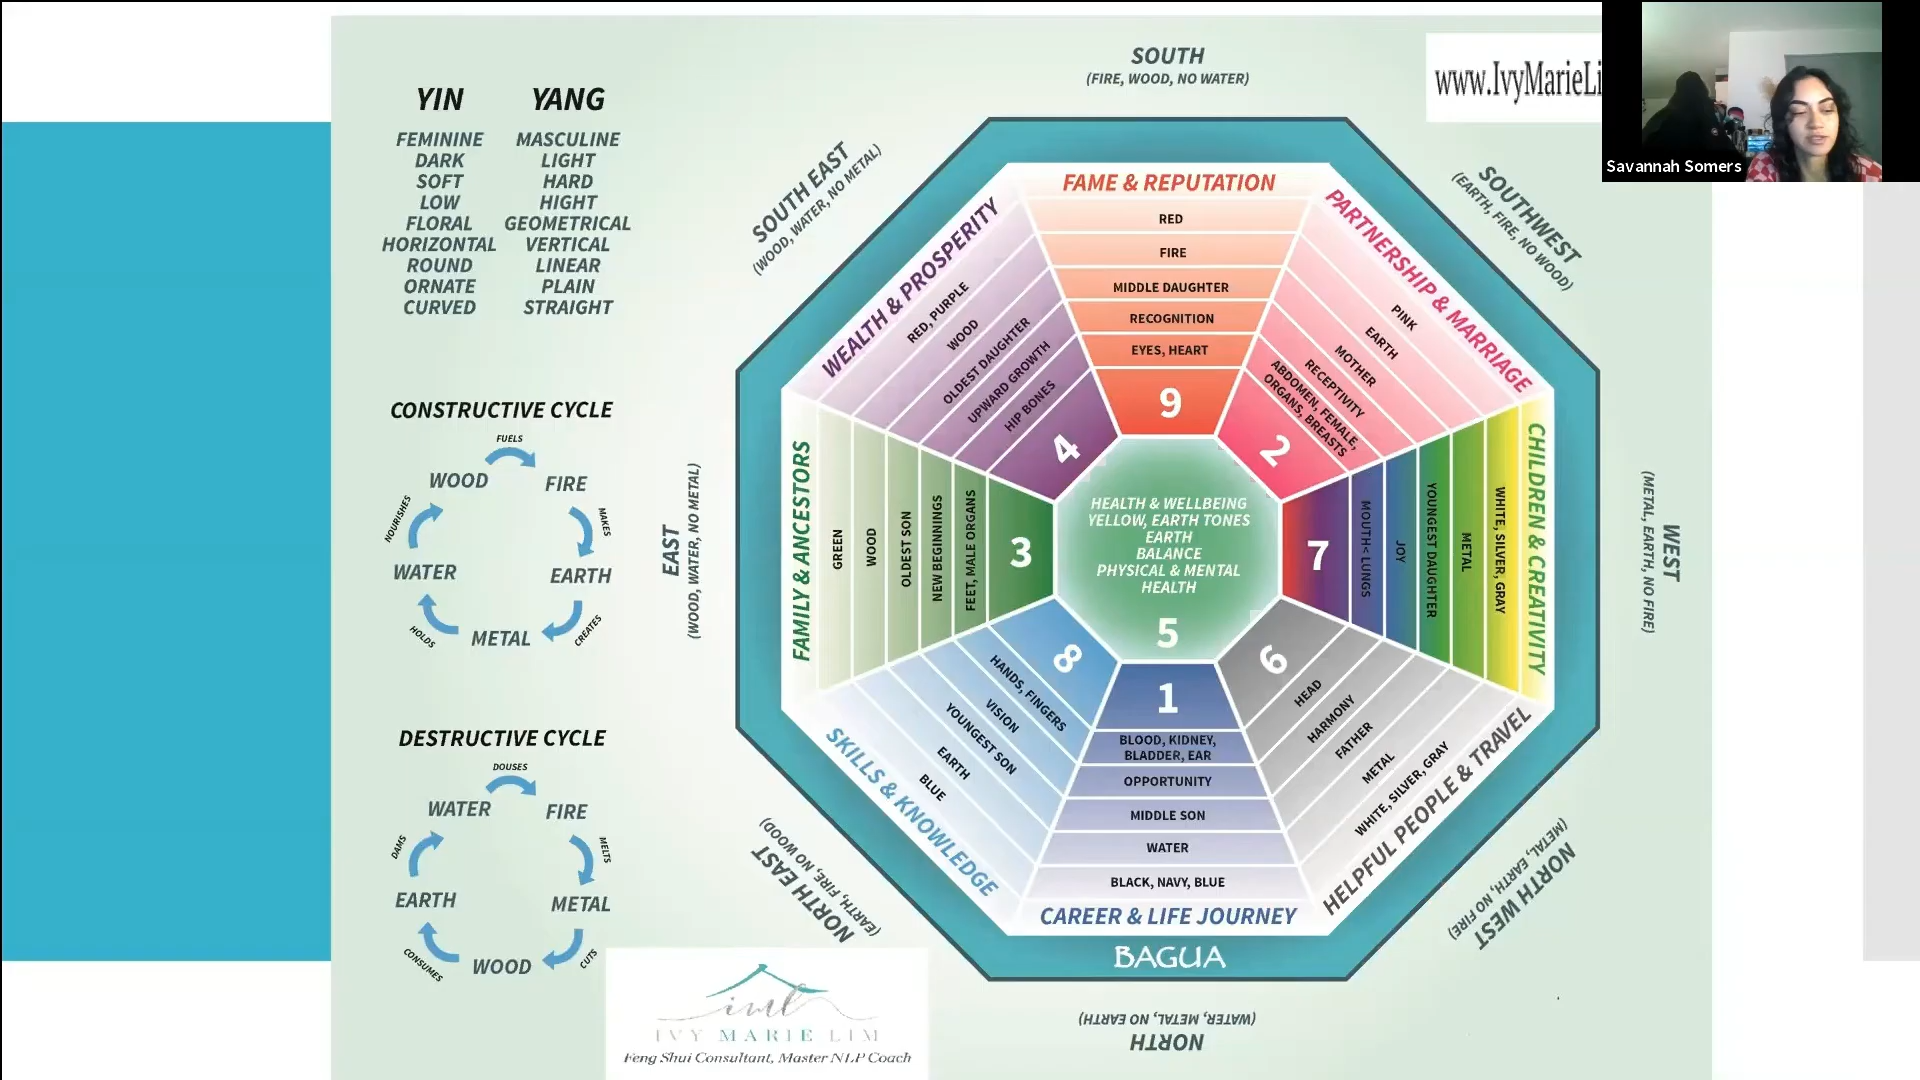 SOUTH
(FIRE, WOOD, NO WATER)
www.IvyMarieLi
Savannah Somers
YIN YANG
FEMININE MASCULINE
DARK LIGHT
SOFT HARD
LOW HIGHT
FLORAL GEOMETRICAL
HORIZONTAL VERTICAL
ROUND LINEAR
ORNATE PLAIN
CURVED STRAIGHT
CONSTRUCTIVE CYCLE
FUELS
WOOD FIRE
NOURISHES MAKES
WATER EARTH
HOLDS CREATES
METAL
DESTRUCTIVE CYCLE
DOUSES
WATER FIRE
DAMS MELTS
EARTH METAL
CONSUMES CUTS
WOOD
SOUTH EAST
(WOOD, WATER, NO METAL)
SOUTHWEST
(EARTH, FIRE, NO WOOD)
EAST
(WOOD, WATER, NO METAL)
WEST
(METAL, EARTH, NO FIRE)
NORTH EAST
(EARTH, FIRE, NO WOOD)
NORTH WEST
(METAL, EARTH, NO FIRE)
FAME & REPUTATION
RED
FIRE
MIDDLE DAUGHTER
RECOGNITION
EYES, HEART
9
WEALTH & PROSPERITY
RED, PURPLE
WOOD
OLDEST DAUGHTER
UPWARD GROWTH
HIP BONES
4
PARTNERSHIP & MARRIAGE
PINK
EARTH
MOTHER
RECEPTIVITY
ABDOMEN, FEMALE,
ORGANS, BREASTS
2
FAMILY & ANCESTORS
GREEN
WOOD
OLDEST SON
NEW BEGINNINGS
FEET, MALE ORGANS
3
HEALTH & WELLBEING
YELLOW, EARTH TONES
EARTH
BALANCE
PHYSICAL & MENTAL
HEALTH
5
7
MOUTH< LUNGS
JOY
YOUNGEST DAUGHTER
METAL
WHITE, SILVER, GRAY
CHILDREN & CREATIVITY
8
HANDS, FINGERS
VISION
YOUNGEST SON
EARTH
BLUE
SKILLS & KNOWLEDGE
1
BLOOD, KIDNEY,
BLADDER, EAR
OPPORTUNITY
MIDDLE SON
WATER
BLACK, NAVY, BLUE
CAREER & LIFE JOURNEY
6
HEAD
HARMONY
FATHER
METAL
WHITE, SILVER, GRAY
HELPFUL PEOPLE & TRAVEL
BAGUA
(WATER, METAL, NO EARTH)
NORTH
iml
IVY MARIE LIM
Feng Shui Consultant, Master NLP Coach